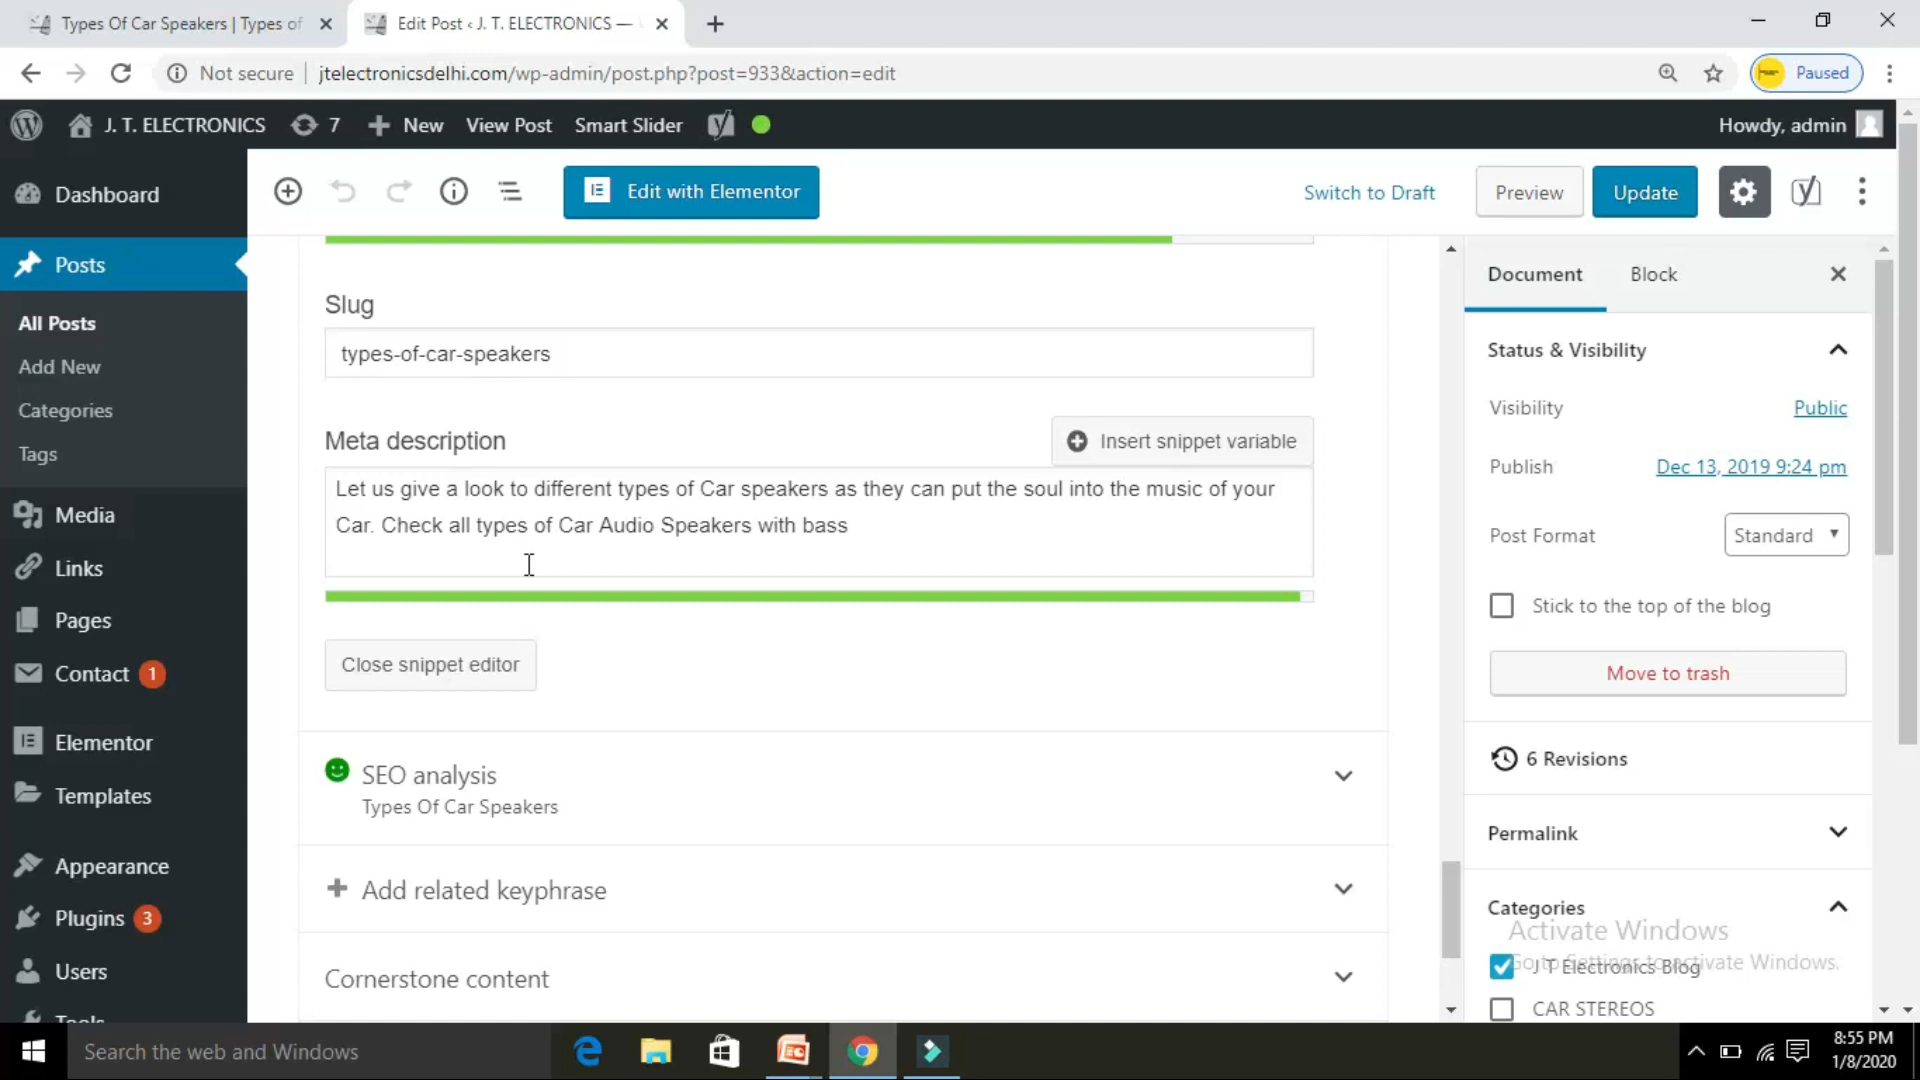 Types Of Car Speakers | Types of
Edit Post ‹ J. T. ELECTRONICS —
Not secure
jtelectronicsdelhi.com/wp-admin/post.php?post=933&action=edit
Paused
J. T. ELECTRONICS
7
New
View Post
Smart Slider
Howdy, admin
Dashboard
Posts
All Posts
Add New
Categories
Tags
Media
Links
Pages
Contact 1
Elementor
Templates
Appearance
Plugins 3
Users
Tools
Edit with Elementor
Switch to Draft
Preview
Update
Slug
types-of-car-speakers
Meta description
Insert snippet variable
Let us give a look to different types of Car speakers as they can put the soul into the music of your
Car. Check all types of Car Audio Speakers with bass
Close snippet editor
SEO analysis
Types Of Car Speakers
Add related keyphrase
Cornerstone content
Document
Block
Status & Visibility
Visibility
Public
Publish
Dec 13, 2019 9:24 pm
Post Format
Standard
Stick to the top of the blog
Move to trash
6 Revisions
Permalink
Categories
Activate Windows
Go to Settings to activate Windows.
J T Electronics Blog
CAR STEREOS
Search the web and Windows
8:55 PM
1/8/2020